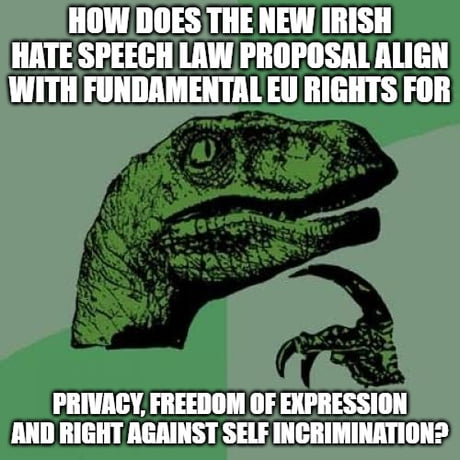 HOW DOES THE NEW IRISH
HATE SPEECH LAW PROPOSAL ALIGN
WITH FUNDAMENTAL EU RIGHTS FOR
PRIVACY, FREEDOM OF EXPRESSION
AND RIGHT AGAINST SELF INCRIMINATION?